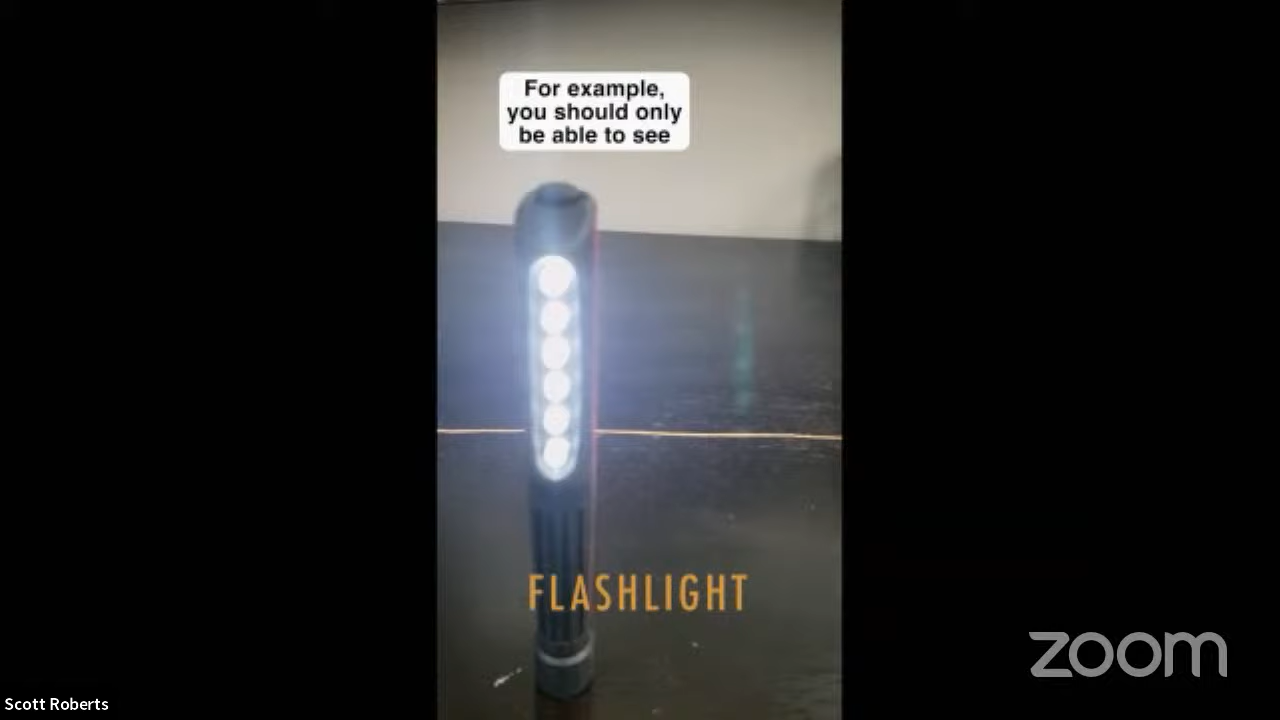 For example,
you should only
be able to see
FLASHLIGHT
zoom
Scott Roberts